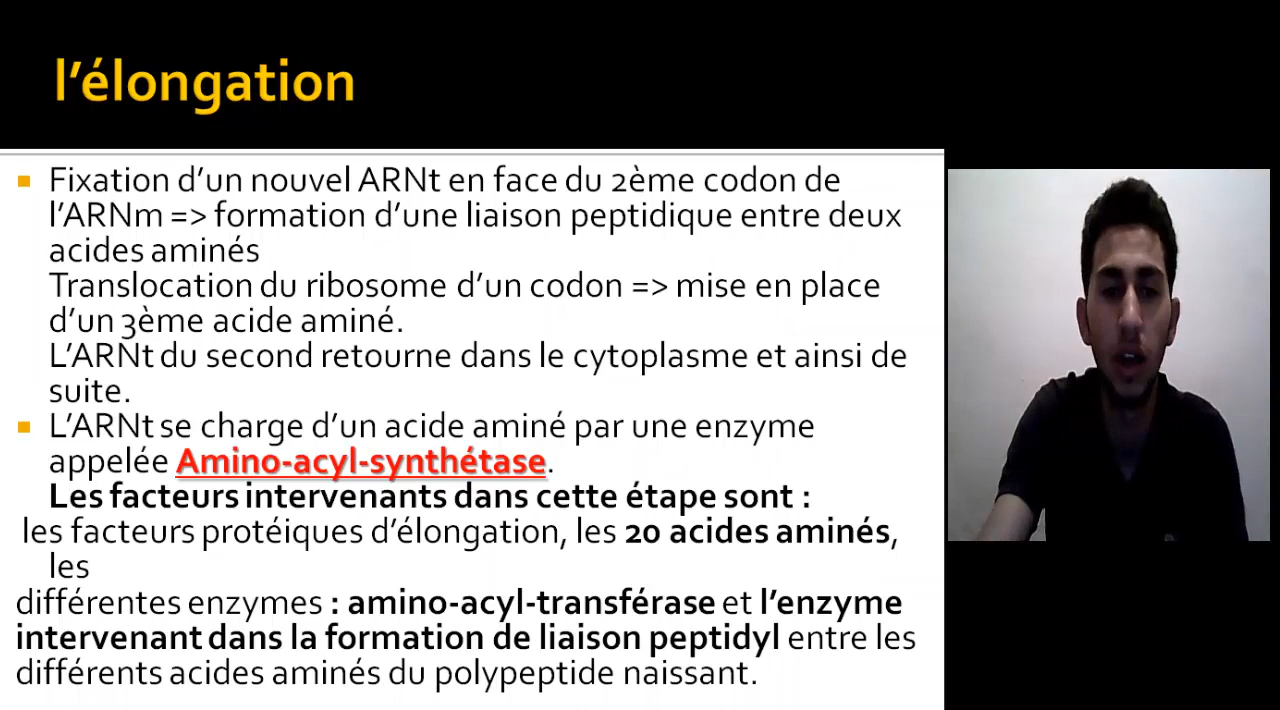 l’élongation
Fixation d’un nouvel ARNt en face du 2ème codon de
l’ARNm => formation d’une liaison peptidique entre deux
acides aminés
Translocation du ribosome d’un codon => mise en place
d’un 3ème acide aminé.
L’ARNt du second retourne dans le cytoplasme et ainsi de
suite.
L’ARNt se charge d’un acide aminé par une enzyme
appelée Amino-acyl-synthétase.
Les facteurs intervenants dans cette étape sont :
les facteurs protéiques d’élongation, les 20 acides aminés,
les
différentes enzymes : amino-acyl-transférase et l’enzyme
intervenant dans la formation de liaison peptidyl entre les
différents acides aminés du polypeptide naissant.